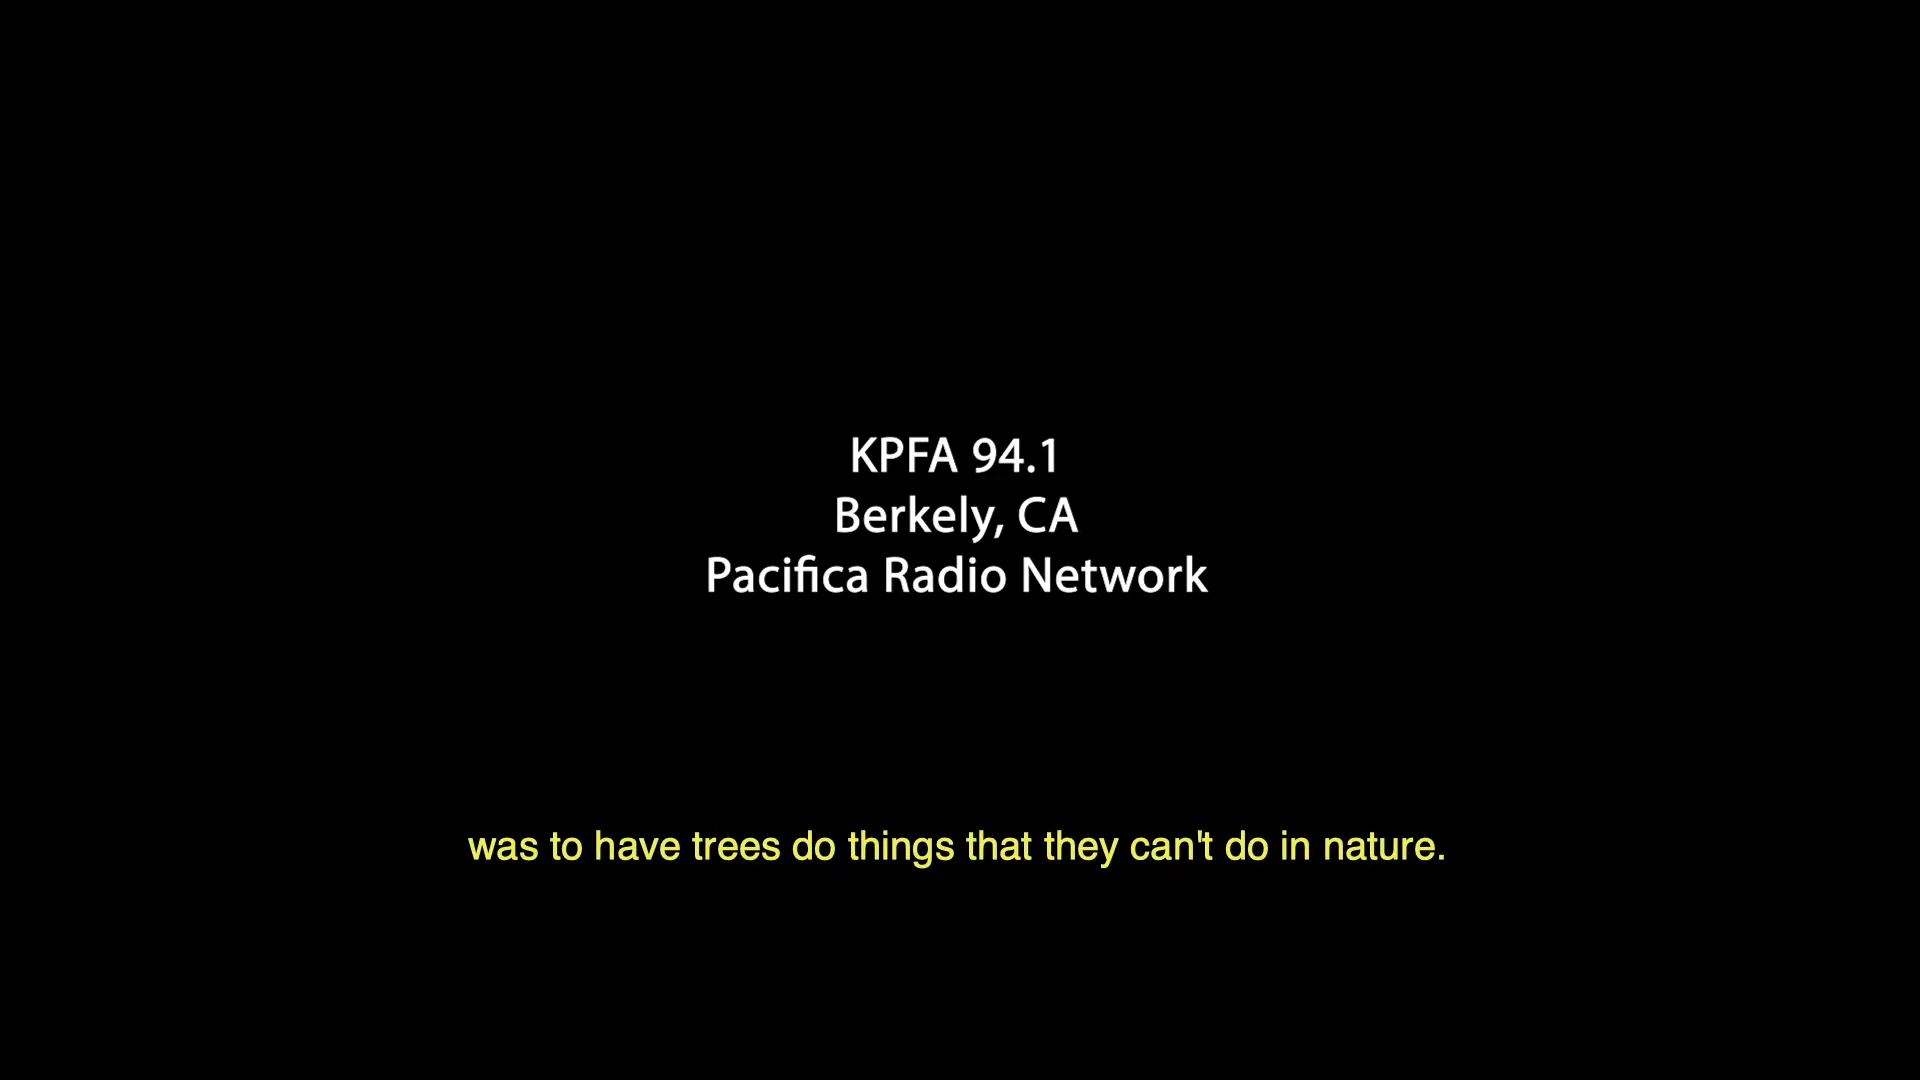 KPFA 94.1
Berkely, CA
Pacifica Radio Network
was to have trees do things that they can't do in nature.